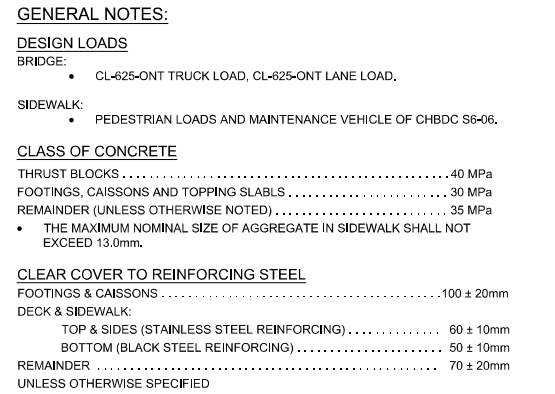 GENERAL NOTES:
DESIGN LOADS
BRIDGE:
• CL-625-ONT TRUCK LOAD, CL-625-ONT LANE LOAD.
SIDEWALK:
• PEDESTRIAN LOADS AND MAINTENANCE VEHICLE OF CHBDC S6-06.
CLASS OF CONCRETE
THRUST BLOCKS . . . . . . . . . . . . . . . . . . . . 40 MPa
FOOTINGS, CAISSONS AND TOPPING SLABLS . . . . . . . . . . . . . . . . . . . . 30 MPa
REMAINDER (UNLESS OTHERWISE NOTED) . . . . . . . . . . . . . . . . . . . . 35 MPa
• THE MAXIMUM NOMINAL SIZE OF AGGREGATE IN SIDEWALK SHALL NOT
EXCEED 13.0mm.
CLEAR COVER TO REINFORCING STEEL
FOOTINGS & CAISSONS . . . . . . . . . . . . . . . . . . . . 100 ± 20mm
DECK & SIDEWALK:
TOP & SIDES (STAINLESS STEEL REINFORCING) . . . . . . . . . . . . . 60 ± 10mm
BOTTOM (BLACK STEEL REINFORCING) . . . . . . . . . . . . . . . . . . . . 50 ± 10mm
REMAINDER . . . . . . . . . . . . . . . . . . . . 70 ± 20mm
UNLESS OTHERWISE SPECIFIED